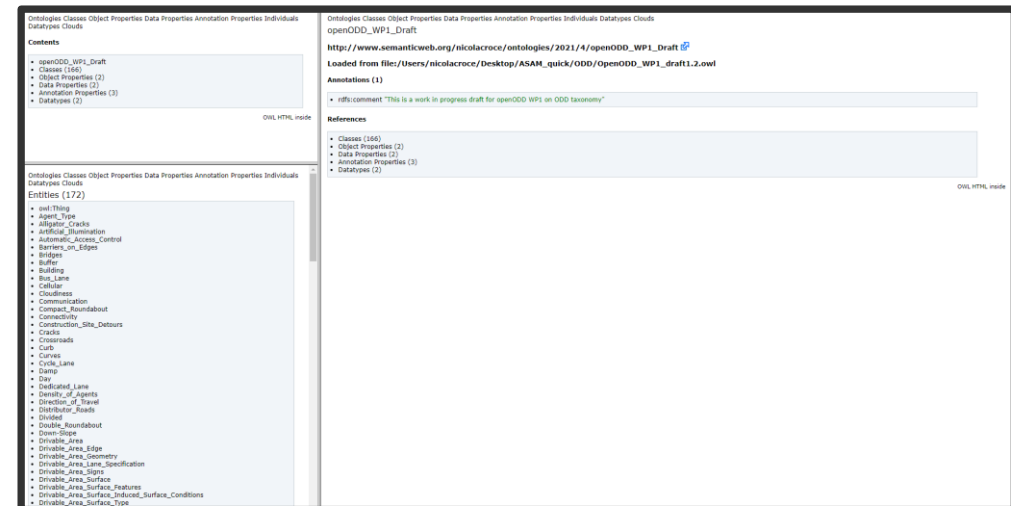 Ontologies Classes Object Properties Data Properties Annotation Properties Individuals
Datatypes Clouds
Contents
• openODD_WP1_Draft
• Classes (166)
• Object Properties (2)
• Data Properties (2)
• Annotation Properties (3)
• Datatypes (2)
OWL HTML inside
Ontologies Classes Object Properties Data Properties Annotation Properties Individuals
Datatypes Clouds
Entities (172)
• owl:Thing
• Agent_Type
• Alligator_Cracks
• Artificial_Illumination
• Automatic_Access_Control
• Barriers_on_Edges
• Bridges
• Buffer
• Building
• Bus_Lane
• Cellular
• Cloudiness
• Communication
• Compact_Roundabout
• Connectivity
• Construction_Site_Detours
• Cracks
• Crossroads
• Curb
• Curves
• Cycle_Lane
• Damp
• Day
• Dedicated_Lane
• Density_of_Agents
• Direction_of_Travel
• Distributor_Roads
• Divided
• Double_Roundabout
• Down-Slope
• Drivable_Area
• Drivable_Area_Edge
• Drivable_Area_Geometry
• Drivable_Area_Lane_Specification
• Drivable_Area_Signs
• Drivable_Area_Surface
• Drivable_Area_Surface_Features
• Drivable_Area_Surface_Induced_Surface_Conditions
• Drivable_Area_Surface_Type
Ontologies Classes Object Properties Data Properties Annotation Properties Individuals Datatypes Clouds
openODD_WP1_Draft
http://www.semanticweb.org/nicolacroce/ontologies/2021/4/openODD_WP1_Draft
Loaded from file:/Users/nicolacroce/Desktop/ASAM_quick/ODD/OpenODD_WP1_draft1.2.owl
Annotations (1)
• rdfs:comment "This is a work in progress draft for openODD WP1 on ODD taxonomy"
References
• Classes (166)
• Object Properties (2)
• Data Properties (2)
• Annotation Properties (3)
• Datatypes (2)
OWL HTML inside